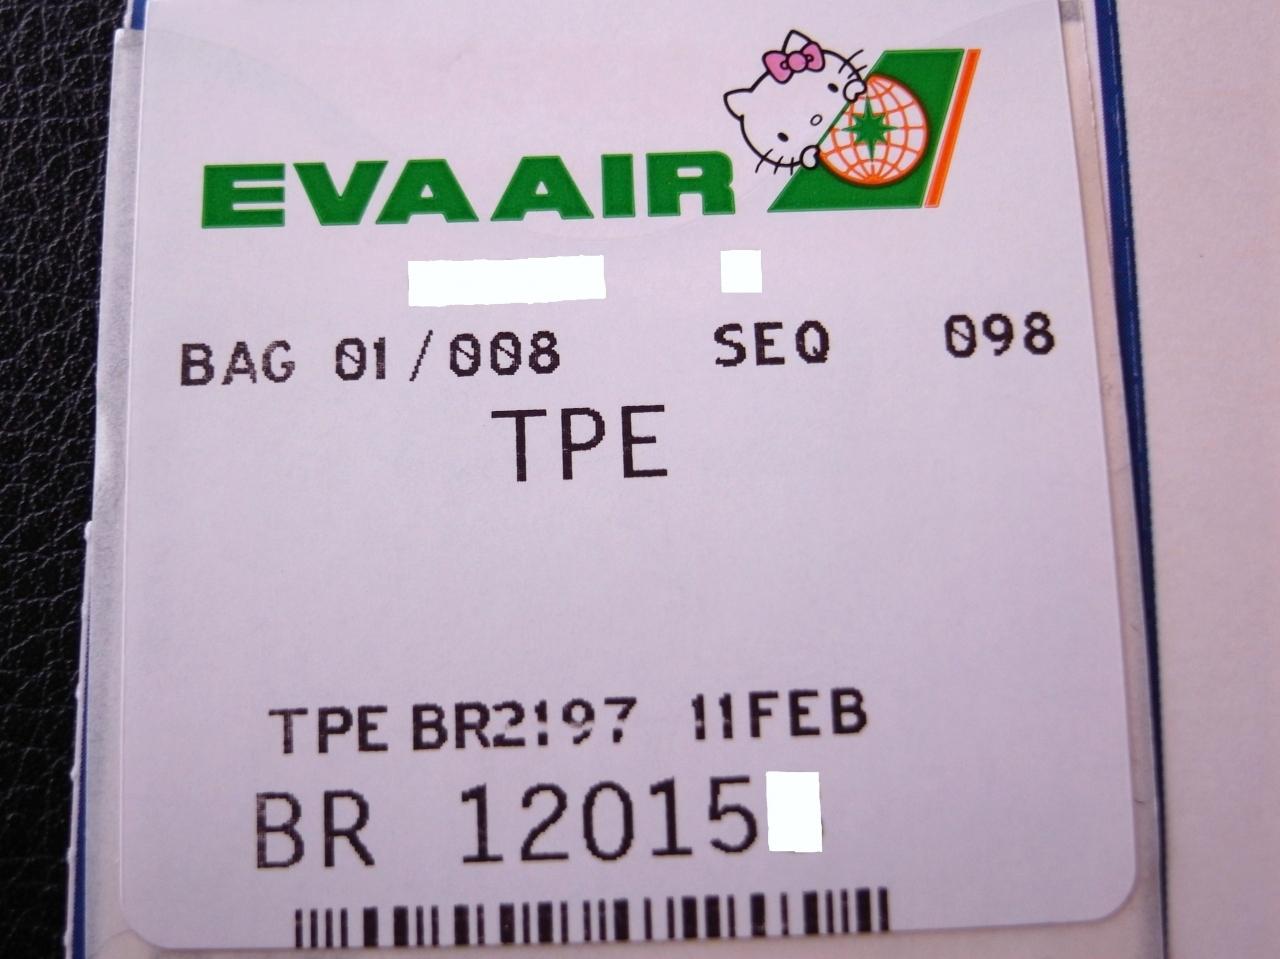 EVA AIR
BAG 01/008 SEQ 098
TPE
TPE BR2197 11FEB
BR 12015